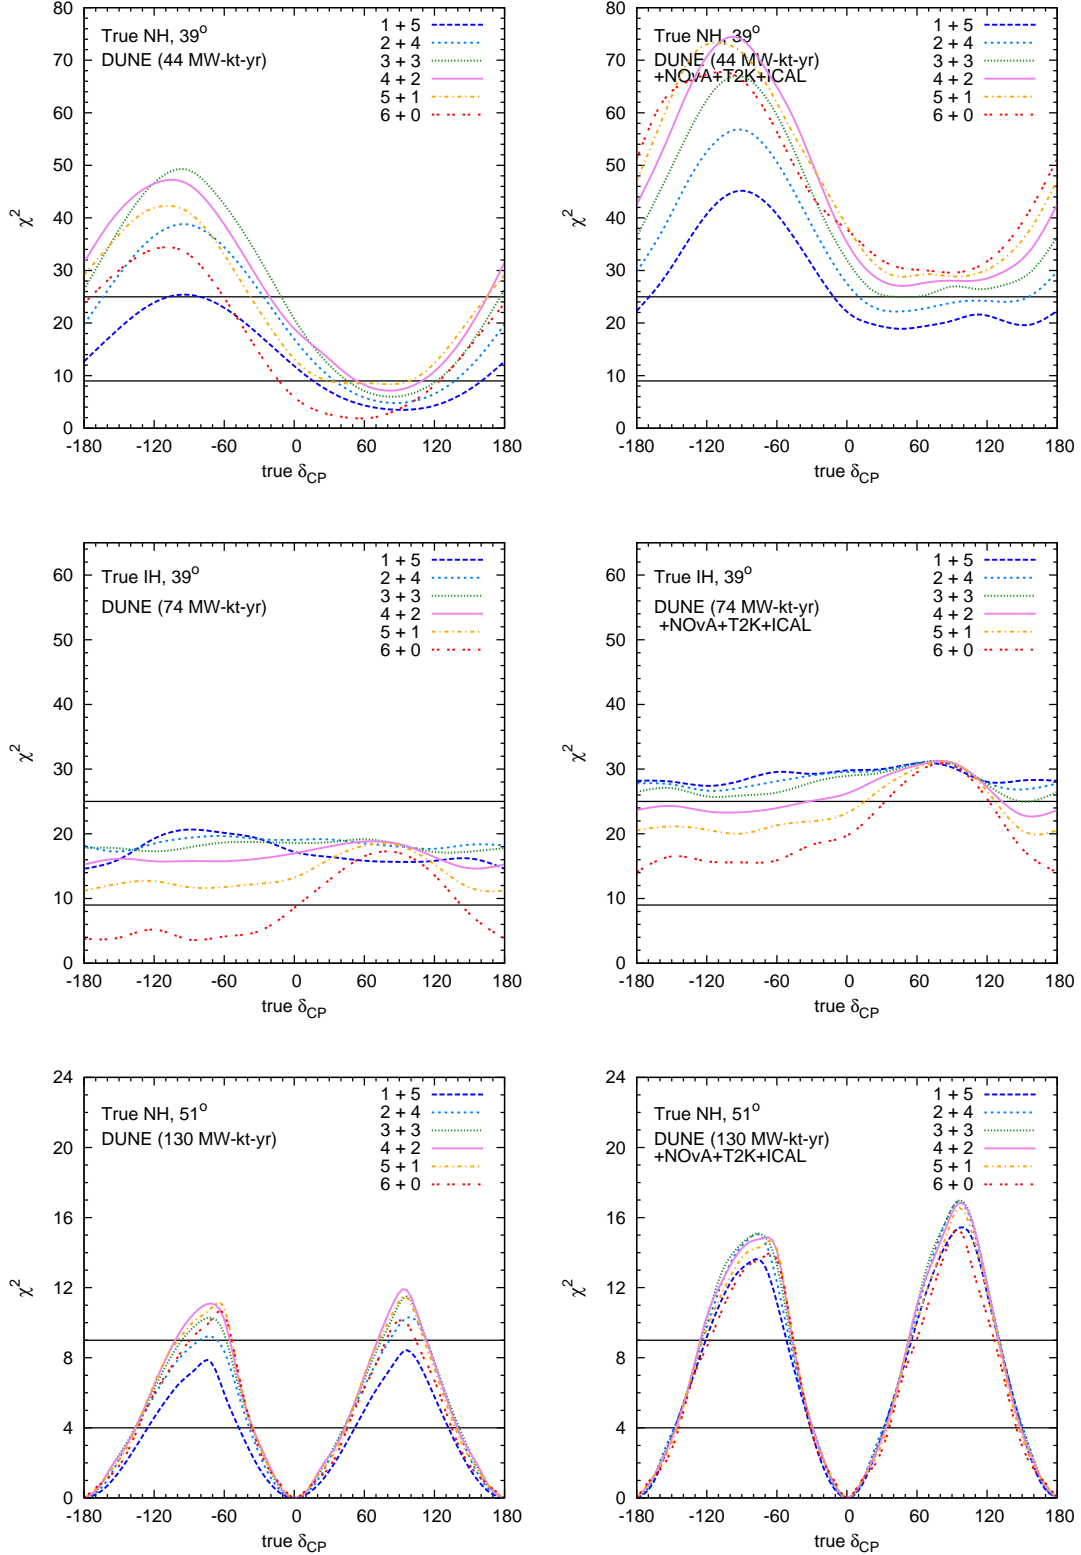 80
70
60
50
40
30
20
10
0
-180
-120
-60
0
60
120
180
χ2
true δCP
True NH, 39o
DUNE (44 MW-kt-yr)
1 + 5
2 + 4
3 + 3
4 + 2
5 + 1
6 + 0
80
70
60
50
40
30
20
10
0
-180
-120
-60
0
60
120
180
χ2
true δCP
True NH, 39o
DUNE (44 MW-kt-yr)
+NOvA+T2K+ICAL
1 + 5
2 + 4
3 + 3
4 + 2
5 + 1
6 + 0
60
50
40
30
20
10
0
-180
-120
-60
0
60
120
180
χ2
true δCP
True IH, 39o
DUNE (74 MW-kt-yr)
1 + 5
2 + 4
3 + 3
4 + 2
5 + 1
6 + 0
60
50
40
30
20
10
0
-180
-120
-60
0
60
120
180
χ2
true δCP
True IH, 39o
DUNE (74 MW-kt-yr)
+NOvA+T2K+ICAL
1 + 5
2 + 4
3 + 3
4 + 2
5 + 1
6 + 0
24
20
16
12
8
4
0
-180
-120
-60
0
60
120
180
χ2
true δCP
True NH, 51o
DUNE (130 MW-kt-yr)
1 + 5
2 + 4
3 + 3
4 + 2
5 + 1
6 + 0
24
20
16
12
8
4
0
-180
-120
-60
0
60
120
180
χ2
true δCP
True NH, 51o
DUNE (130 MW-kt-yr)
+NOvA+T2K+ICAL
1 + 5
2 + 4
3 + 3
4 + 2
5 + 1
6 + 0